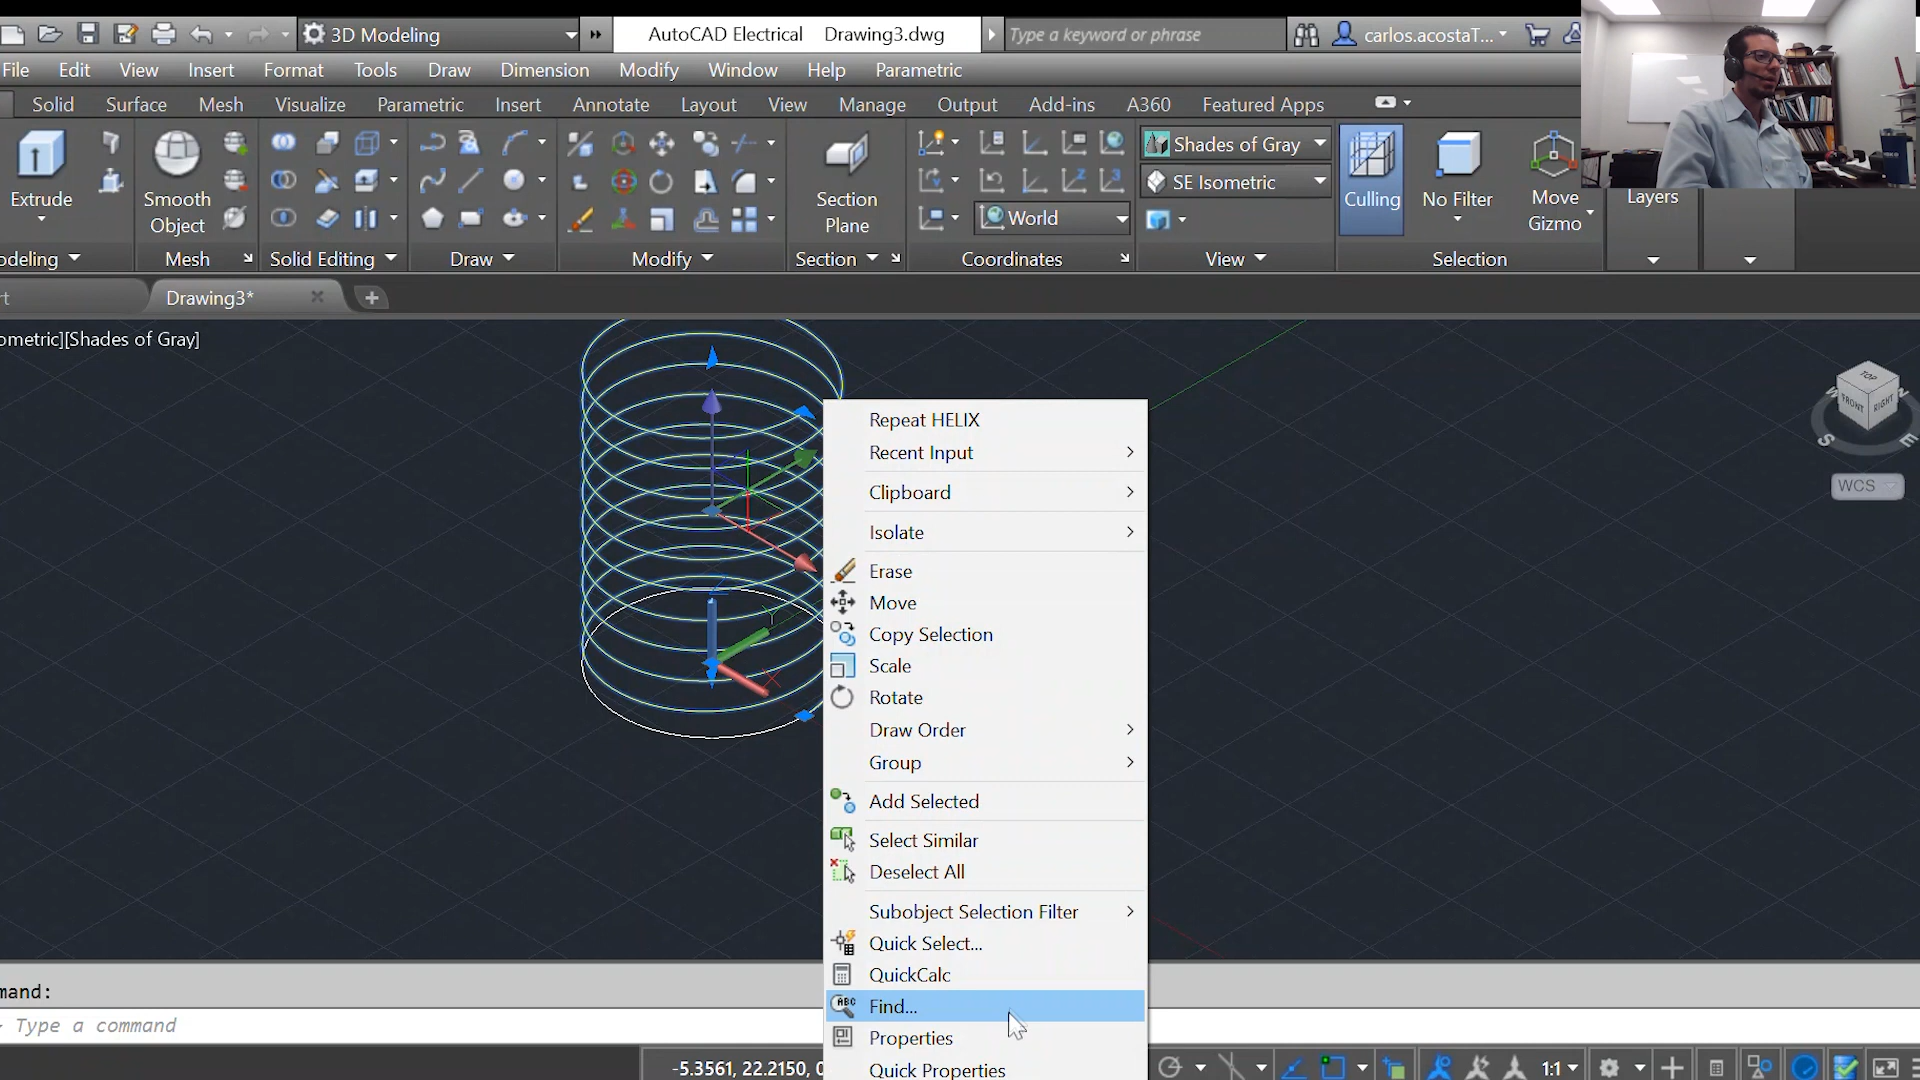 3D Modeling
AutoCAD Electrical Drawing3.dwg
Type a keyword or phrase
carlos.acostaT...
File Edit View Insert Format Tools Draw Dimension Modify Window Help Parametric
Solid Surface Mesh Visualize Parametric Insert Annotate Layout View Manage Output Add-ins A360 Featured Apps
Extrude
Smooth Object
Section Plane
World
Shades of Gray
SE Isometric
Culling
No Filter
Move Gizmo
Layers
odeling Mesh Solid Editing Draw Modify Section Coordinates View Selection
rt
Drawing3*
ometric][Shades of Gray]
TOP
FRONT
RIGHT
S
E
WCS
Z
Y
X
Repeat HELIX
Recent Input
Clipboard
Isolate
Erase
Move
Copy Selection
Scale
Rotate
Draw Order
Group
Add Selected
Select Similar
Deselect All
Subobject Selection Filter
Quick Select...
QuickCalc
ABC Find...
Properties
Quick Properties
mand:
Type a command
-5.3561, 22.2150, 0
1:1